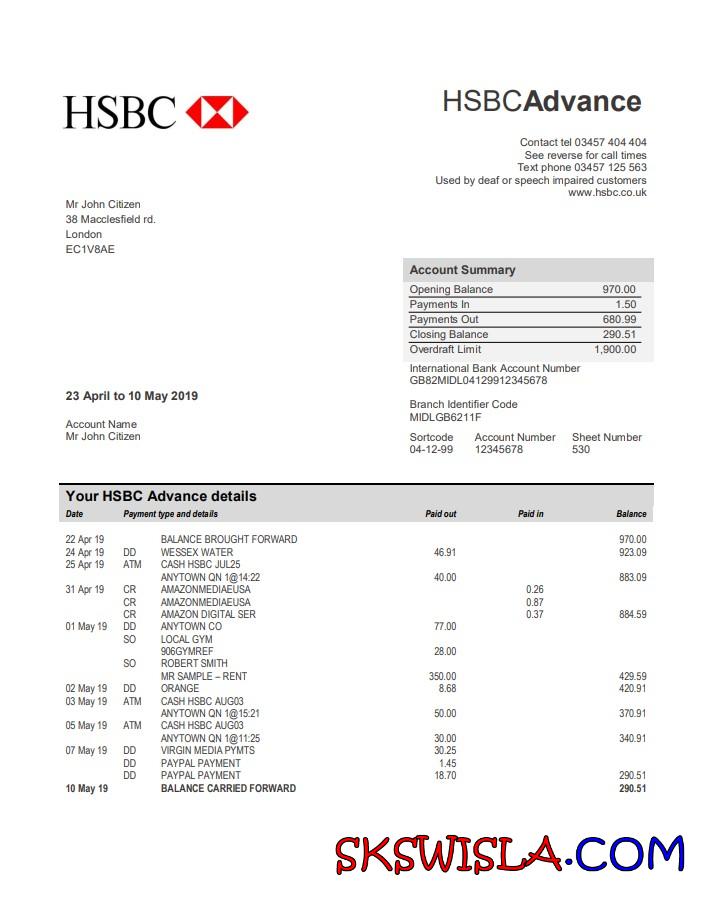 HSBC
HSBCAdvance
Contact tel 03457 404 404
See reverse for call times
Text phone 03457 125 563
Used by deaf or speech impaired customers
www.hsbc.co.uk
Mr John Citizen
38 Macclesfield rd.
London
EC1V8AE
Account Summary
Opening Balance 970.00
Payments In 1.50
Payments Out 680.99
Closing Balance 290.51
Overdraft Limit 1,900.00
International Bank Account Number
GB82MIDL04129912345678
23 April to 10 May 2019
Branch Identifier Code
MIDLGB6211F
Account Name
Mr John Citizen
Sortcode Account Number Sheet Number
04-12-99 12345678 530
Your HSBC Advance details
Date Payment type and details Paid out Paid in Balance
22 Apr 19 BALANCE BROUGHT FORWARD 970.00
24 Apr 19 DD WESSEX WATER 46.91 923.09
25 Apr 19 ATM CASH HSBC JUL25
ANYTOWN QN 1@14:22 40.00 883.09
31 Apr 19 CR AMAZONMEDIAEUSA 0.26
CR AMAZONMEDIAEUSA 0.87
CR AMAZON DIGITAL SER 0.37 884.59
01 May 19 DD ANYTOWN CO 77.00
SO LOCAL GYM
906GYMREF 28.00
SO ROBERT SMITH
MR SAMPLE – RENT 350.00 429.59
02 May 19 DD ORANGE 8.68 420.91
03 May 19 ATM CASH HSBC AUG03
ANYTOWN QN 1@15:21 50.00 370.91
05 May 19 ATM CASH HSBC AUG03
ANYTOWN QN 1@11:25 30.00 340.91
07 May 19 DD VIRGIN MEDIA PYMTS 30.25
DD PAYPAL PAYMENT 1.45
DD PAYPAL PAYMENT 18.70 290.51
10 May 19 BALANCE CARRIED FORWARD 290.51
SKSWISLA.COM